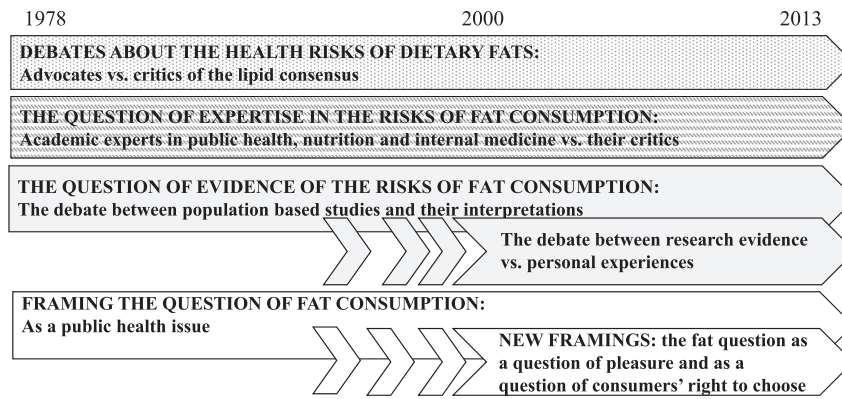 1978 2000 2013
DEBATES ABOUT THE HEALTH RISKS OF DIETARY FATS:
Advocates vs. critics of the lipid consensus
THE QUESTION OF EXPERTISE IN THE RISKS OF FAT CONSUMPTION:
Academic experts in public health, nutrition and internal medicine vs. their critics
THE QUESTION OF EVIDENCE OF THE RISKS OF FAT CONSUMPTION:
The debate between population based studies and their interpretations
The debate between research evidence
vs. personal experiences
FRAMING THE QUESTION OF FAT CONSUMPTION:
As a public health issue
NEW FRAMINGS: the fat question as
a question of pleasure and as a
question of consumers’ right to choose